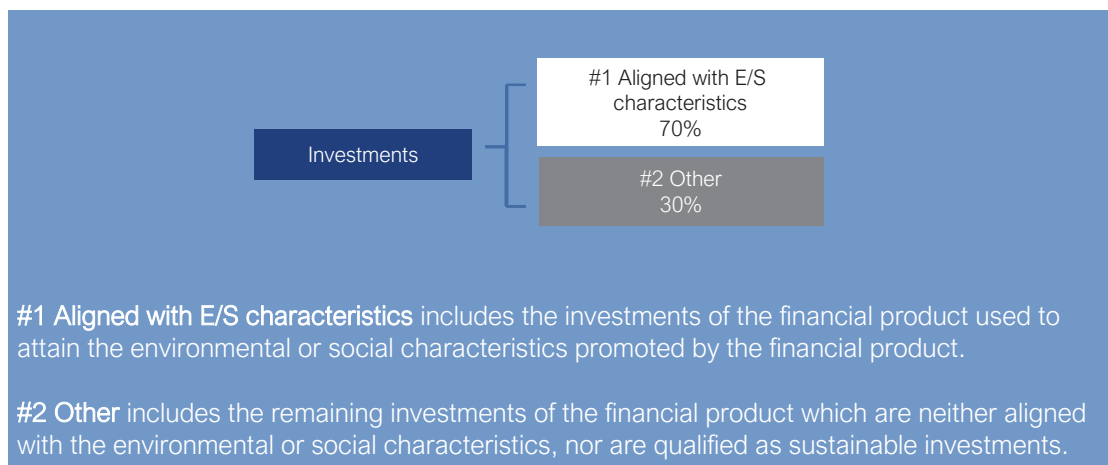 #1 Aligned with E/S
characteristics
70%
Investments
#2 Other
30%
#1 Aligned with E/S characteristics includes the investments of the financial product used to
attain the environmental or social characteristics promoted by the financial product.
#2 Other includes the remaining investments of the financial product which are neither aligned
with the environmental or social characteristics, nor are qualified as sustainable investments.